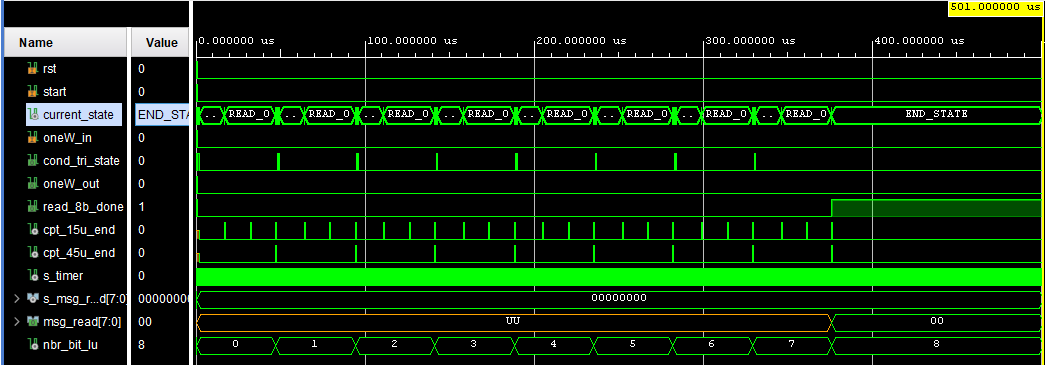 501.000000 us
Name Value 0.000000 us 100.000000 us 200.000000 us 300.000000 us 400.000000 us
rst 0
start 0
current_state END_STA .. READ_0 .. READ_0 .. READ_0 .. READ_0 .. READ_0 .. READ_0 .. READ_0 .. READ_0 END_STATE
oneW_in 0
cond_tri_state 0
oneW_out 0
read_8b_done 1
cpt_15u_end 0
cpt_45u_end 0
s_timer 0
s_msg_r...d[7:0] 00000000 00000000
msg_read[7:0] 00 UU 00
nbr_bit_lu 8 0 1 2 3 4 5 6 7 8